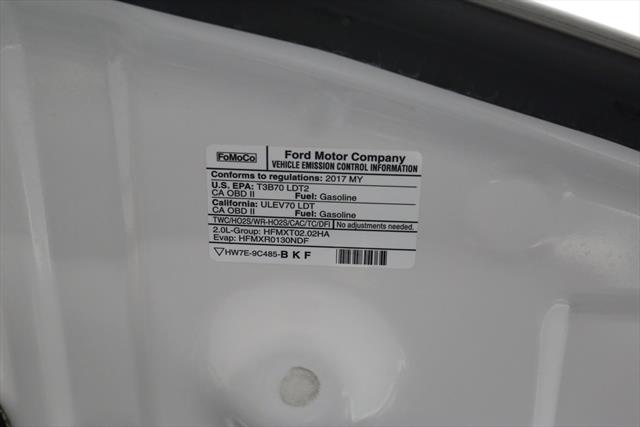 FoMoCo
Ford Motor Company
VEHICLE EMISSION CONTROL INFORMATION
Conforms to regulations: 2017 MY
U.S. EPA: T3B70 LDT2
CA OBD II Fuel: Gasoline
California: ULEV70 LDT
CA OBD II Fuel: Gasoline
TWC/HO2S/WR-HO2S/CAC/TC/DFI No adjustments needed.
2.0L-Group: HFMXT02.02HA
Evap: HFMXR0130NDF
HW7E-9C485-B K F